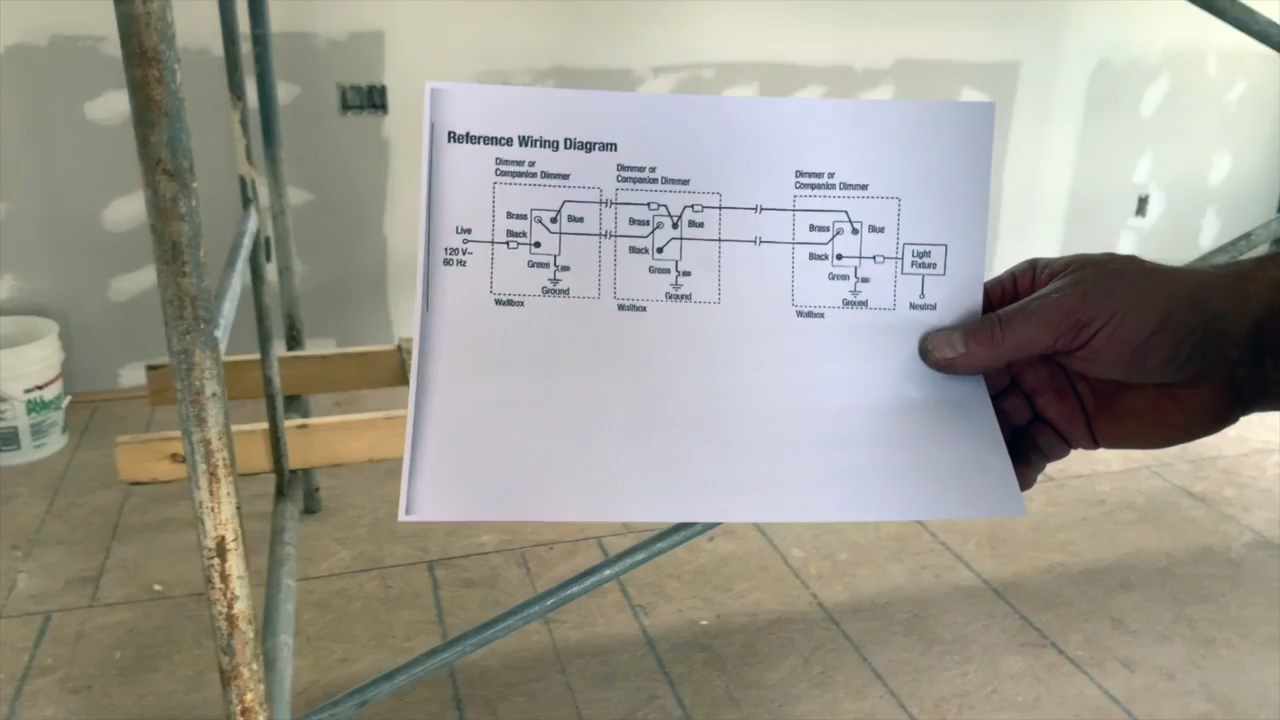 Reference Wiring Diagram
Dimmer or
Companion Dimmer
Dimmer or
Companion Dimmer
Dimmer or
Companion Dimmer
Live
120 V~
60 Hz
Brass
Blue
Black
Green
Ground
Wallbox
Brass
Blue
Black
Green
Ground
Wallbox
Brass
Blue
Black
Green
Ground
Wallbox
Light
Fixture
Neutral